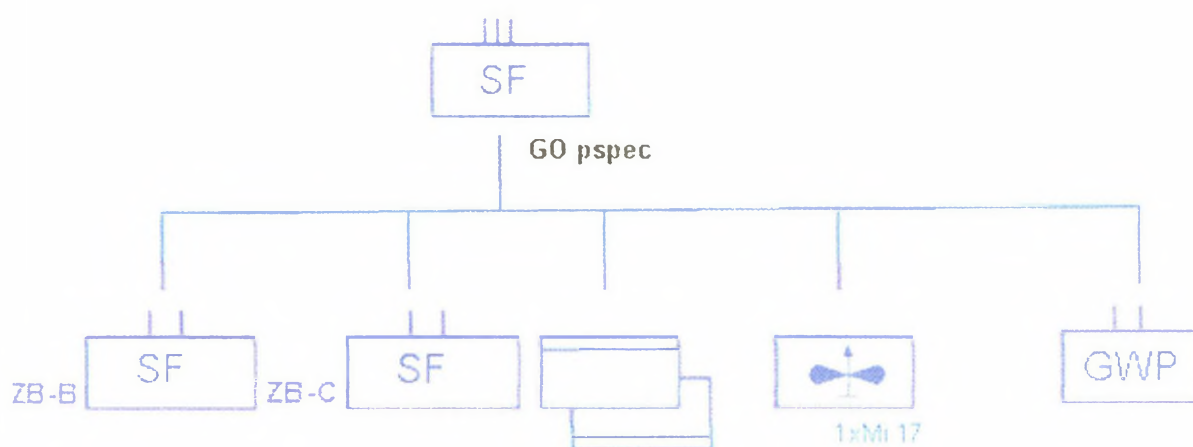 SF
GO pspec
ZB-B
SF
ZB-C
SF
GWP
1xMi 17